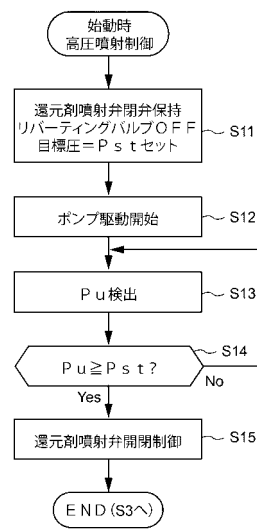 始動時
高圧噴射制御
還元剤噴射弁閉弁保持
リバーティングバルブOFF
目標圧=Pstセット
S11
ポンプ駆動開始
S12
Pu検出
S13
Pu≧Pst?
S14
No
Yes
還元剤噴射弁開閉制御
S15
END(S3へ)